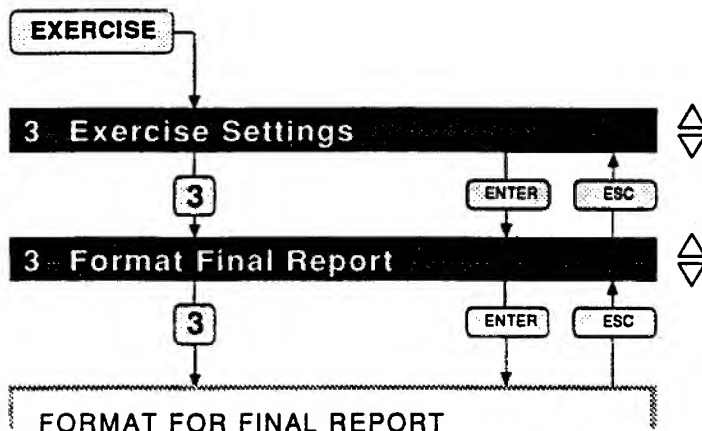 EXERCISE
3 Exercise Settings
3 ENTER ESC
3 Format Final Report
3 ENTER ESC
FORMAT FOR FINAL REPORT